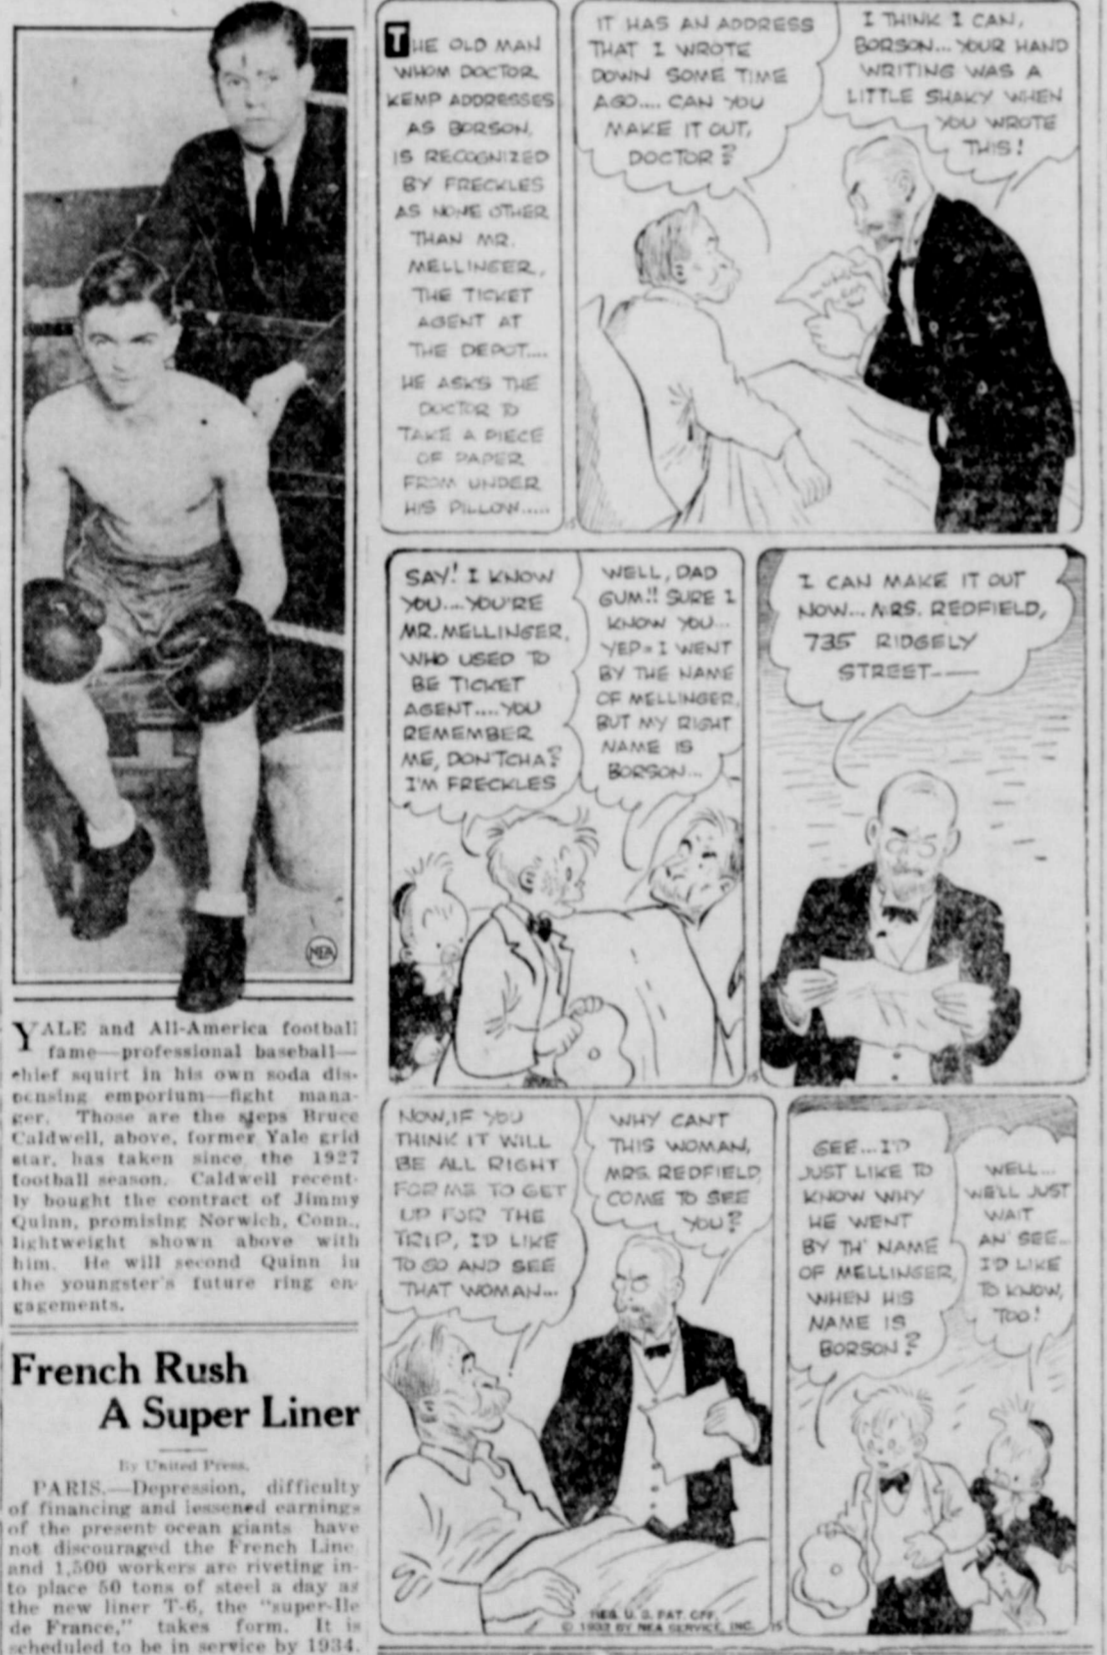 NEA
YALE and All-America football
fame—professional baseball—
chief squirt in his own soda dis-
pensing emporium—fight mana-
ger. Those are the steps Bruce
Caldwell, above, former Yale grid
star, has taken since the 1927
football season. Caldwell recent-
ly bought the contract of Jimmy
Quinn, promising Norwich, Conn.,
lightweight shown above with
him. He will second Quinn in
the youngster's future ring en-
gagements.
French Rush
A Super Liner
By United Press.
PARIS.—Depression, difficulty
of financing and lessened earnings
of the present ocean giants have
not discouraged the French Line
and 1,500 workers are riveting in-
to place 50 tons of steel a day as
the new liner T-6, the "super-Ile
de France," takes form. It is
scheduled to be in service by 1934.
THE OLD MAN
WHOM DOCTOR
KEMP ADDRESSES
AS BORSON,
IS RECOGNIZED
BY FRECKLES
AS NONE OTHER
THAN MR.
MELLINGER,
THE TICKET
AGENT AT
THE DEPOT....
HE ASKS THE
DOCTOR TO
TAKE A PIECE
OF PAPER
FROM UNDER
HIS PILLOW.....
IT HAS AN ADDRESS
THAT I WROTE
DOWN SOME TIME
AGO.... CAN YOU
MAKE IT OUT,
DOCTOR?
I THINK I CAN,
BORSON... YOUR HAND
WRITING WAS A
LITTLE SHAKY WHEN
YOU WROTE
THIS!
SAY! I KNOW
YOU....YOU'RE
MR. MELLINGER,
WHO USED TO
BE TICKET
AGENT....YOU
REMEMBER
ME, DON'TCHA?
I'M FRECKLES
WELL, DAD
GUM!! SURE I
KNOW YOU...
YEP- I WENT
BY THE NAME
OF MELLINGER,
BUT MY RIGHT
NAME IS
BORSON...
I CAN MAKE IT OUT
NOW... MRS. REDFIELD,
735 RIDGELY
STREET-——
NOW, IF YOU
THINK IT WILL
BE ALL RIGHT
FOR ME TO GET
UP FOR THE
TRIP, I'D LIKE
TO GO AND SEE
THAT WOMAN...
WHY CAN'T
THIS WOMAN,
MRS. REDFIELD,
COME TO SEE
YOU?
REG. U. S. PAT. OFF.
© 1932 BY NEA SERVICE, INC. 15
GEE...I'D
JUST LIKE TO
KNOW WHY
HE WENT
BY TH' NAME
OF MELLINGER,
WHEN HIS
NAME IS
BORSON?
WELL...
WE'LL JUST
WAIT
AN' SEE...
I'D LIKE
TO KNOW,
TOO!